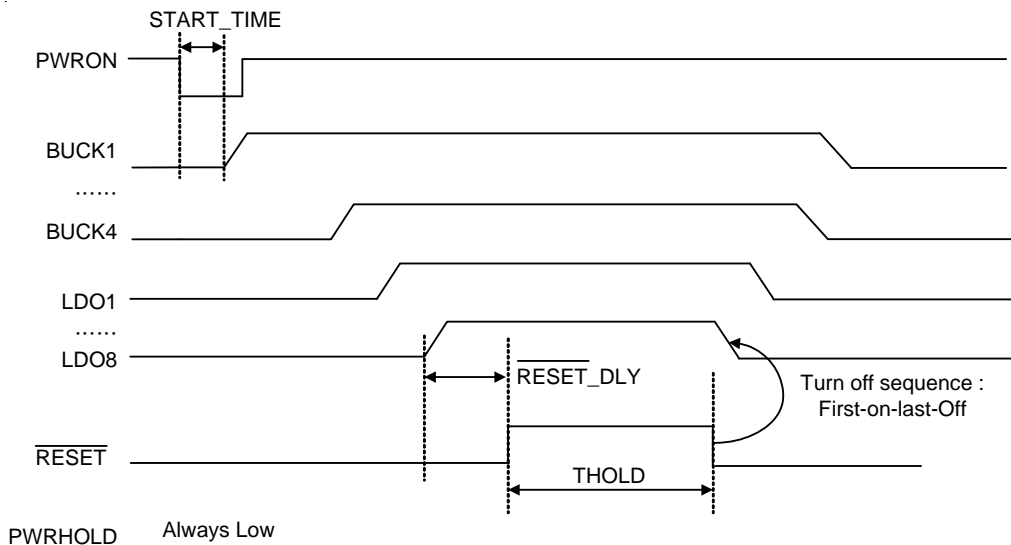 START_TIME
PWRON
BUCK1
......
BUCK4
LDO1
......
LDO8
RESET_DLY
Turn off sequence :
First-on-last-Off
RESET
THOLD
PWRHOLD Always Low